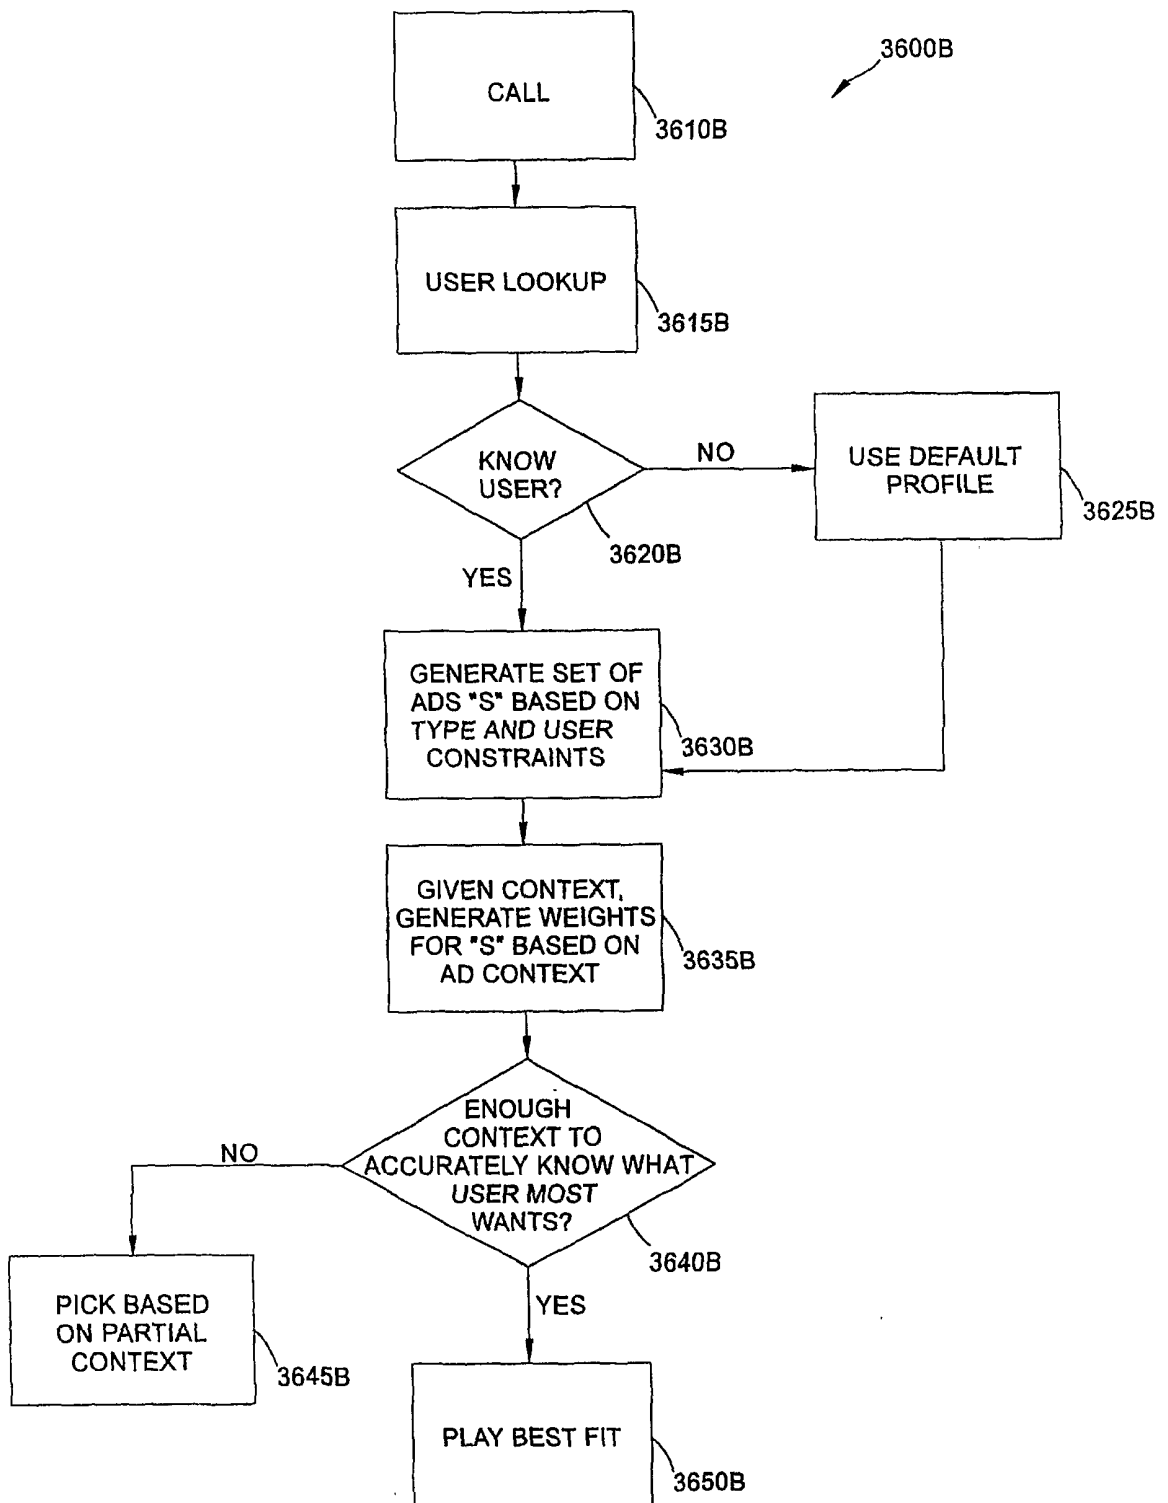 3600B
CALL
3610B
USER LOOKUP
3615B
KNOW
USER?
3620B
NO
USE DEFAULT
PROFILE
3625B
YES
GENERATE SET OF
ADS "S" BASED ON
TYPE AND USER
CONSTRAINTS
3630B
GIVEN CONTEXT,
GENERATE WEIGHTS
FOR "S" BASED ON
AD CONTEXT
3635B
ENOUGH
CONTEXT TO
ACCURATELY KNOW WHAT
USER MOST
WANTS?
3640B
NO
PICK BASED
ON PARTIAL
CONTEXT
3645B
YES
PLAY BEST FIT
3650B